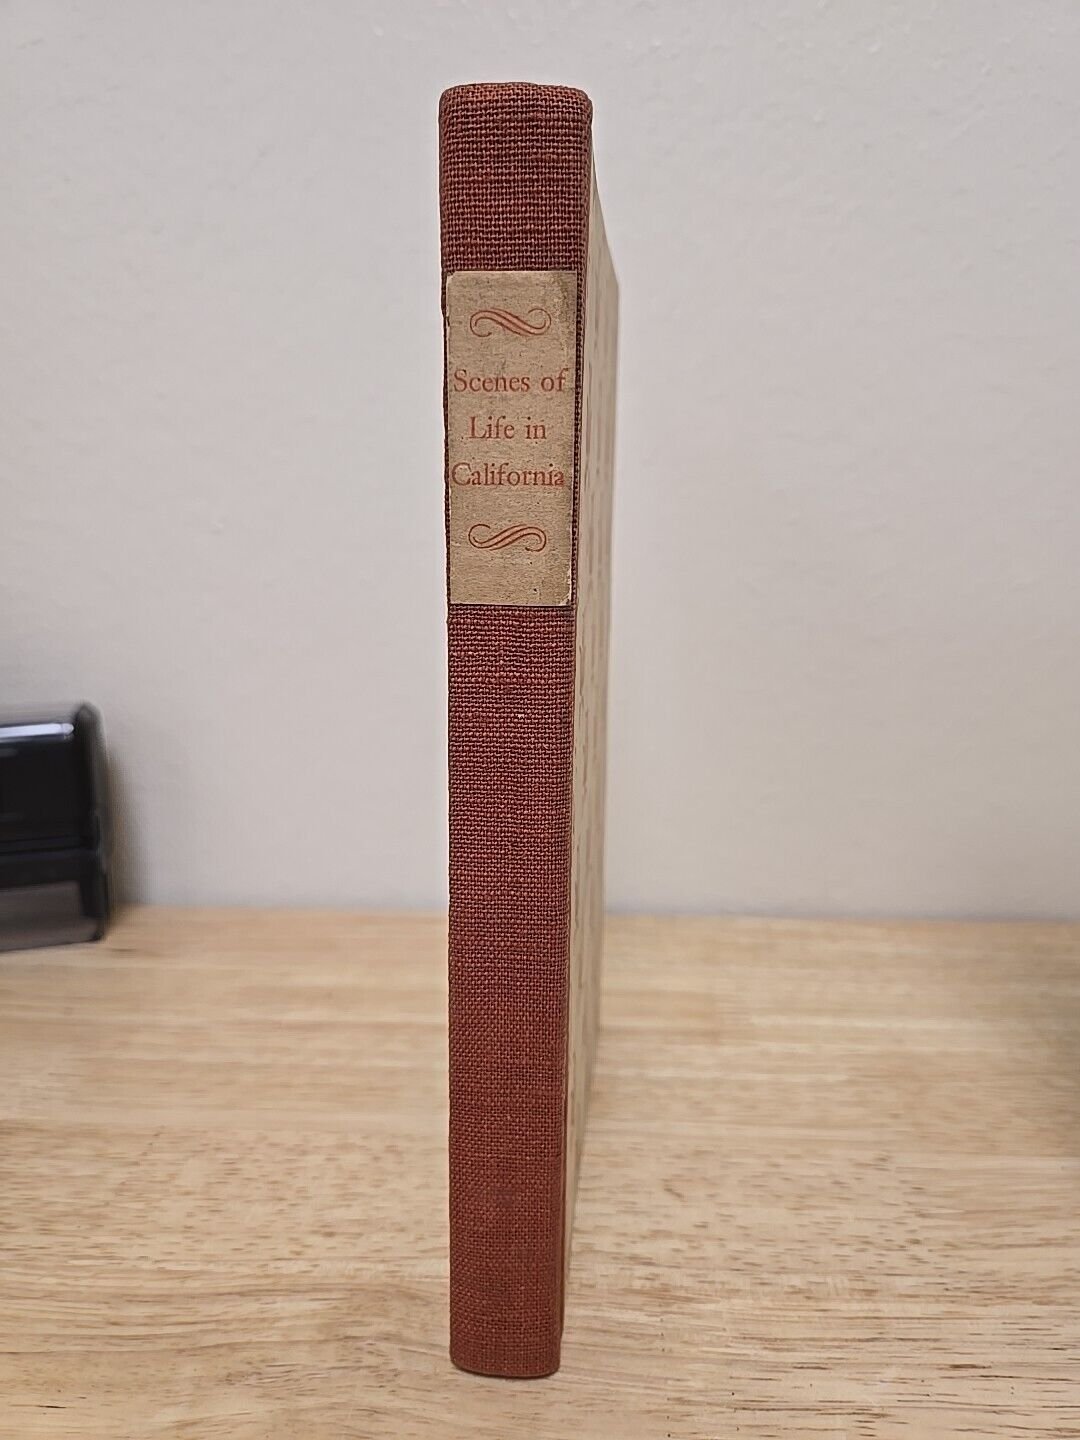 Scenes of
Life in
California